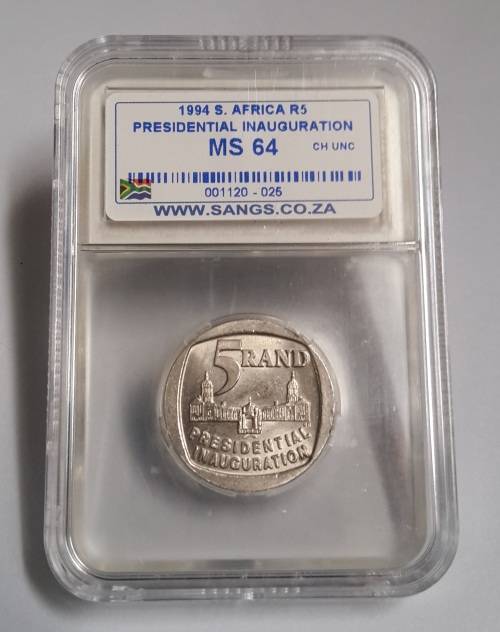 1994 S. AFRICA R5
PRESIDENTIAL INAUGURATION
MS 64 CH UNC
001120 - 025
WWW.SANGS.CO.ZA
5 RAND
PRESIDENTIAL
INAUGURATION